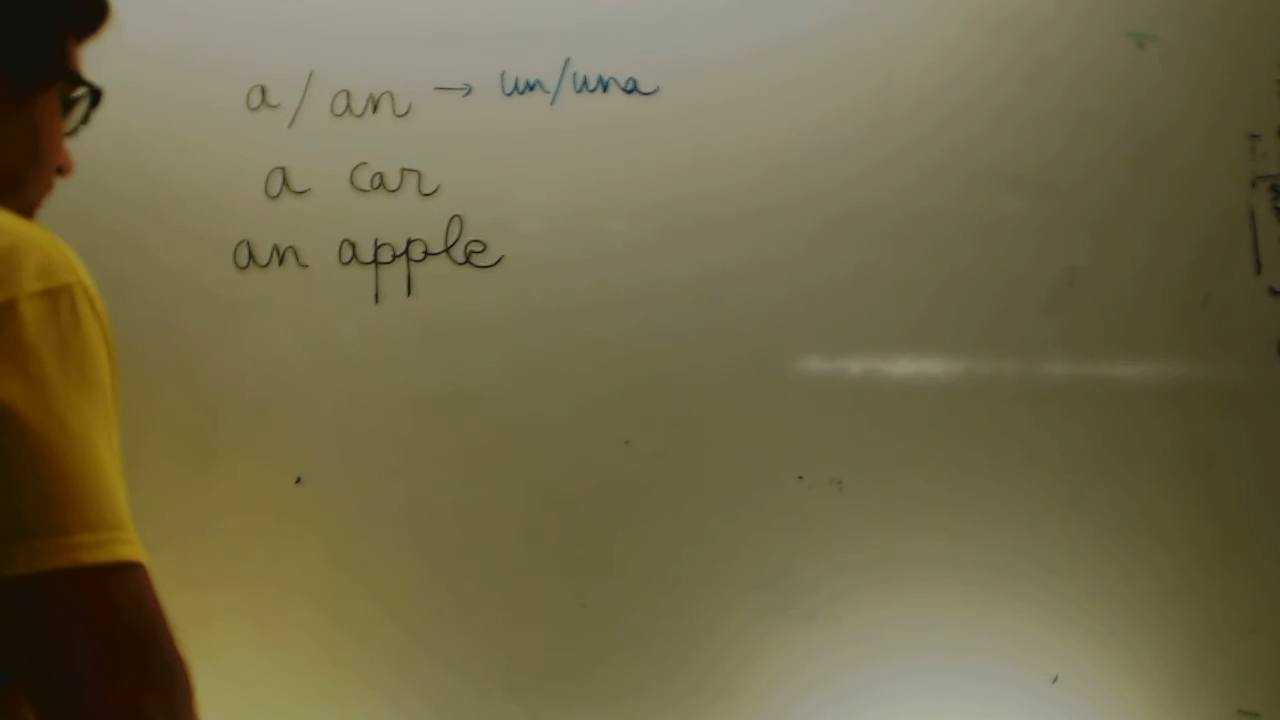 a/an → un/una
a car
an apple